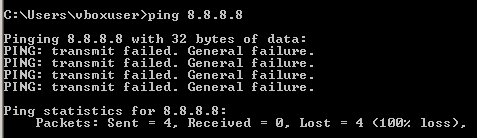 C:\Users\vboxuser>ping 8.8.8.8
Pinging 8.8.8.8 with 32 bytes of data:
PING: transmit failed. General failure.
PING: transmit failed. General failure.
PING: transmit failed. General failure.
PING: transmit failed. General failure.
Ping statistics for 8.8.8.8:
    Packets: Sent = 4, Received = 0, Lost = 4 (100% loss),